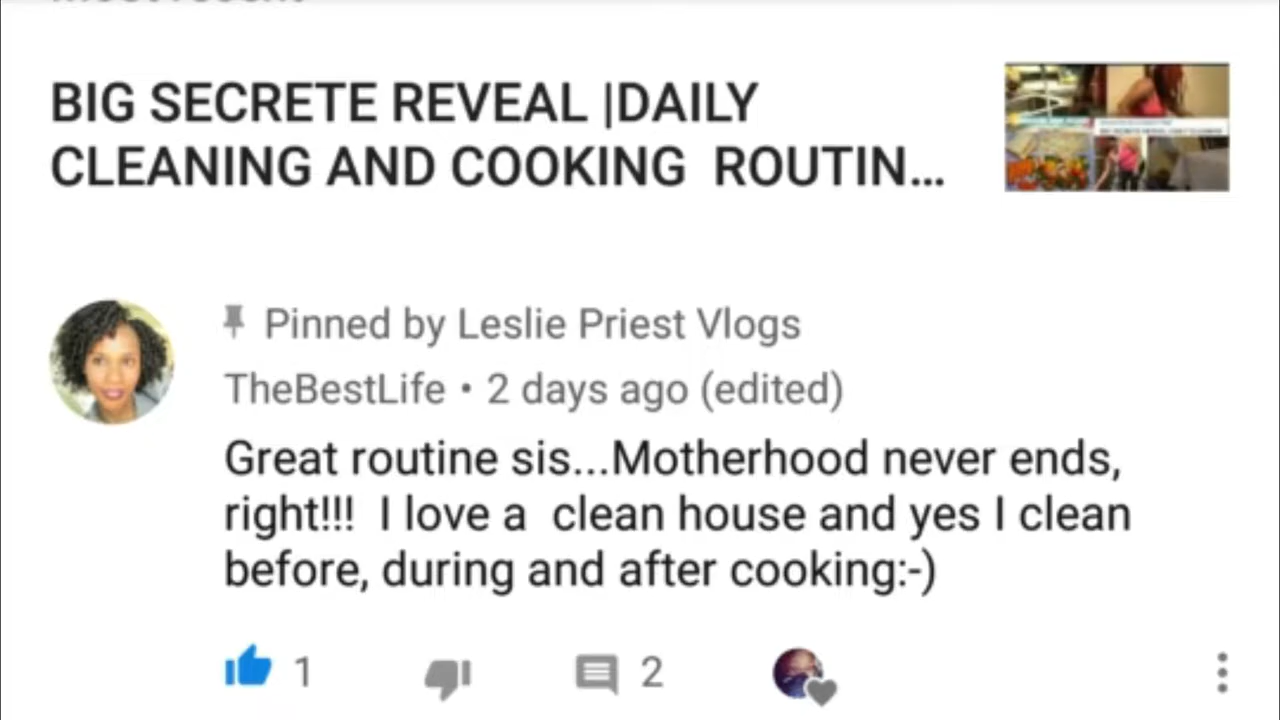 BIG SECRETE REVEAL |DAILY
CLEANING AND COOKING  ROUTIN...
Pinned by Leslie Priest Vlogs
TheBestLife • 2 days ago (edited)
Great routine sis...Motherhood never ends,
right!!!  I love a  clean house and yes I clean
before, during and after cooking:-)
1
2